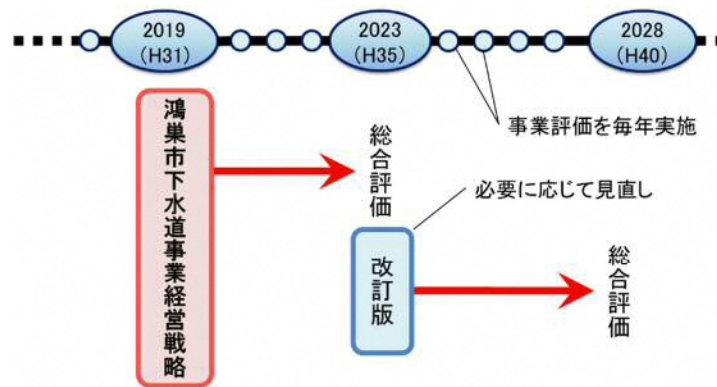 2019
（H31）
2023
（H35）
2028
（H40）
事業評価を毎年実施
鴻巣市下水道事業経営戦略
総合評価
必要に応じて見直し
改訂版
総合評価